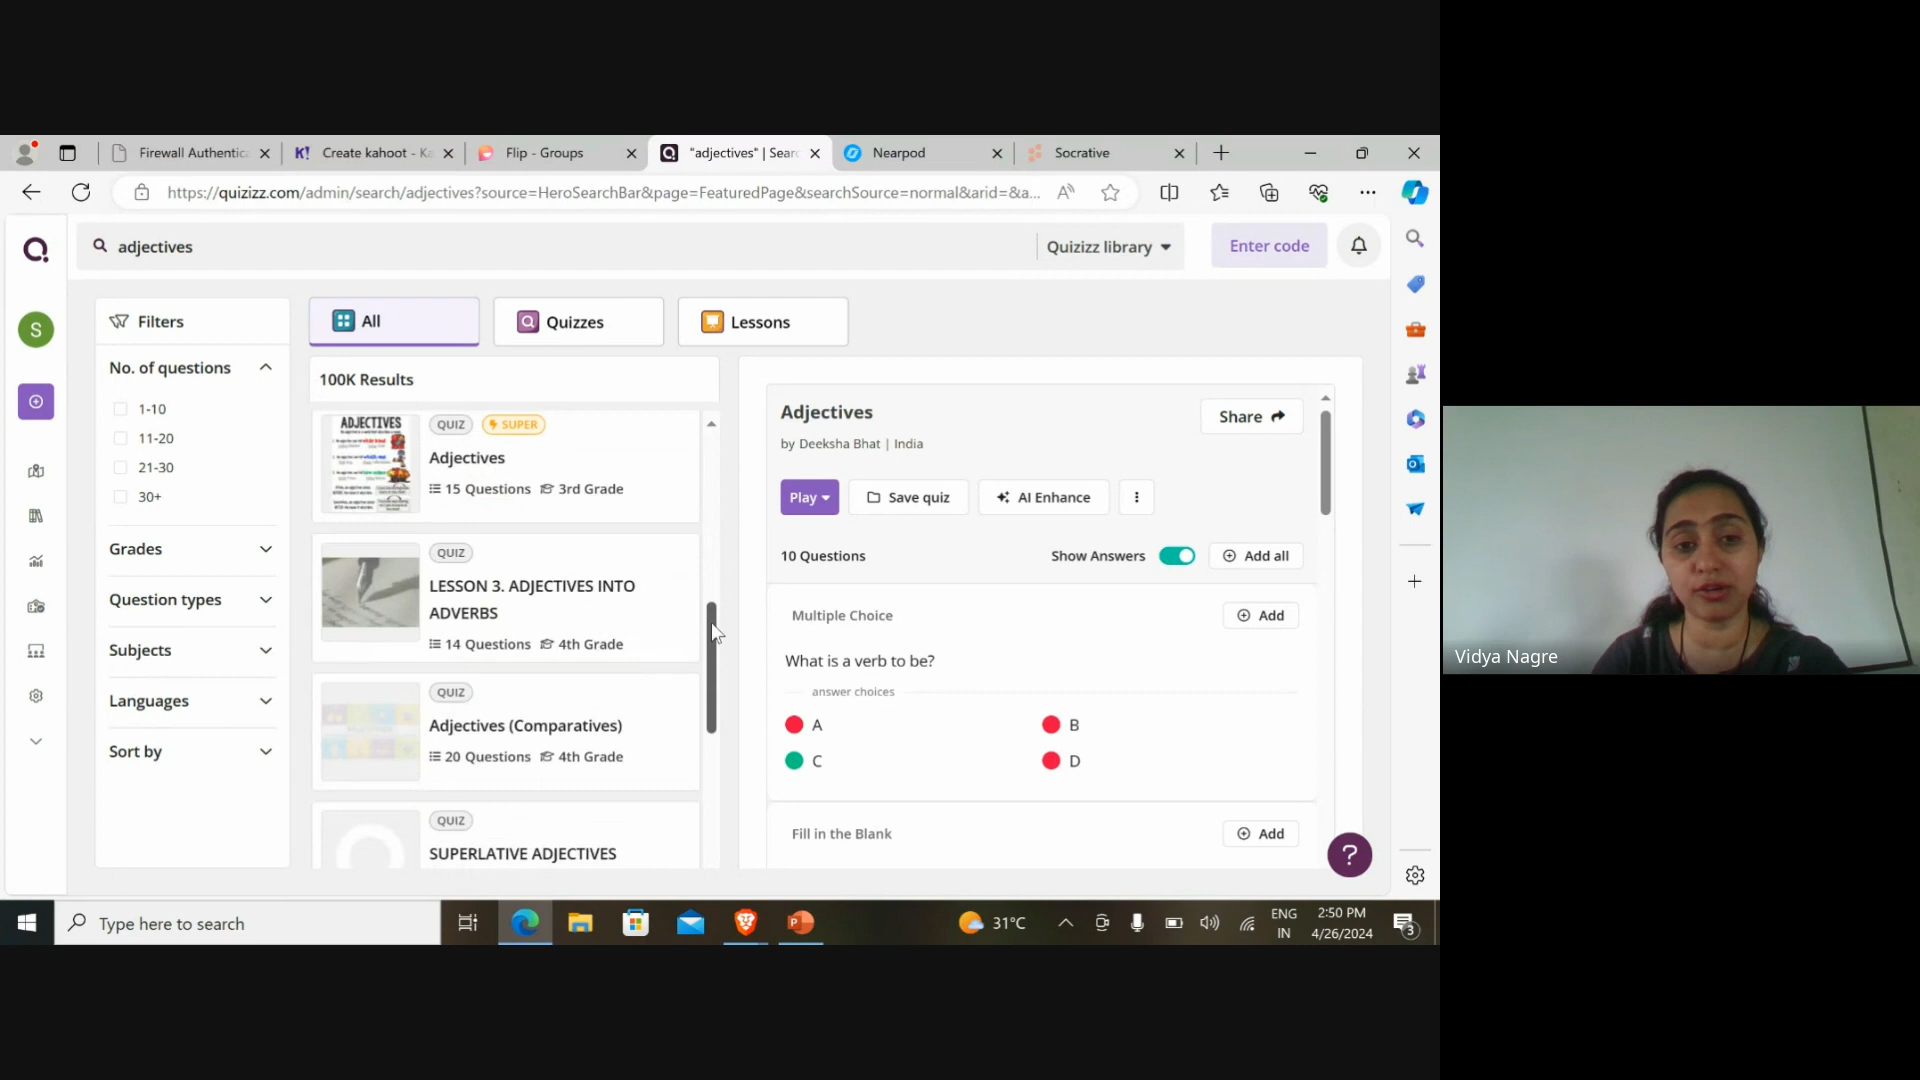 Firewall Authentica
K! Create kahoot - Ka
Flip - Groups
"adjectives" | Searc
Nearpod
Socrative
https://quizizz.com/admin/search/adjectives?source=HeroSearchBar&page=FeaturedPage&searchSource=normal&arid=&a...
adjectives
Quizizz library
Enter code
S
Filters
All
Quizzes
Lessons
No. of questions
1-10
11-20
21-30
30+
Grades
Question types
Subjects
Languages
Sort by
100K Results
ADJECTIVES
QUIZ
SUPER
Adjectives
15 Questions
3rd Grade
QUIZ
LESSON 3. ADJECTIVES INTO
ADVERBS
14 Questions
4th Grade
QUIZ
Adjectives (Comparatives)
20 Questions
4th Grade
QUIZ
SUPERLATIVE ADJECTIVES
Adjectives
Share
by Deeksha Bhat | India
Play
Save quiz
AI Enhance
10 Questions
Show Answers
Add all
Multiple Choice
Add
What is a verb to be?
answer choices
A
B
C
D
Fill in the Blank
Add
?
Type here to search
31°C
ENG
IN
2:50 PM
4/26/2024
3
Vidya Nagre